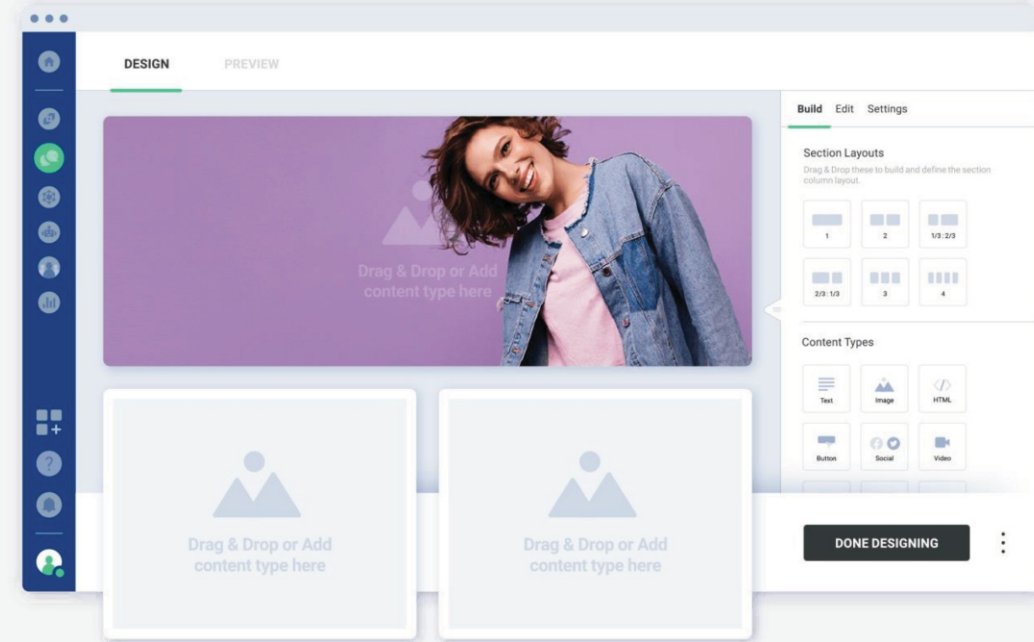 DESIGN
PREVIEW
Drag & Drop or Add
content type here
Drag & Drop or Add
content type here
Drag & Drop or Add
content type here
Build Edit Settings
Section Layouts
Drag & Drop these to build and define the section
column layout.
1 2 1/3 : 2/3
2/3 : 1/3 3 4
Content Types
Text Image HTML
Button Social Video
DONE DESIGNING